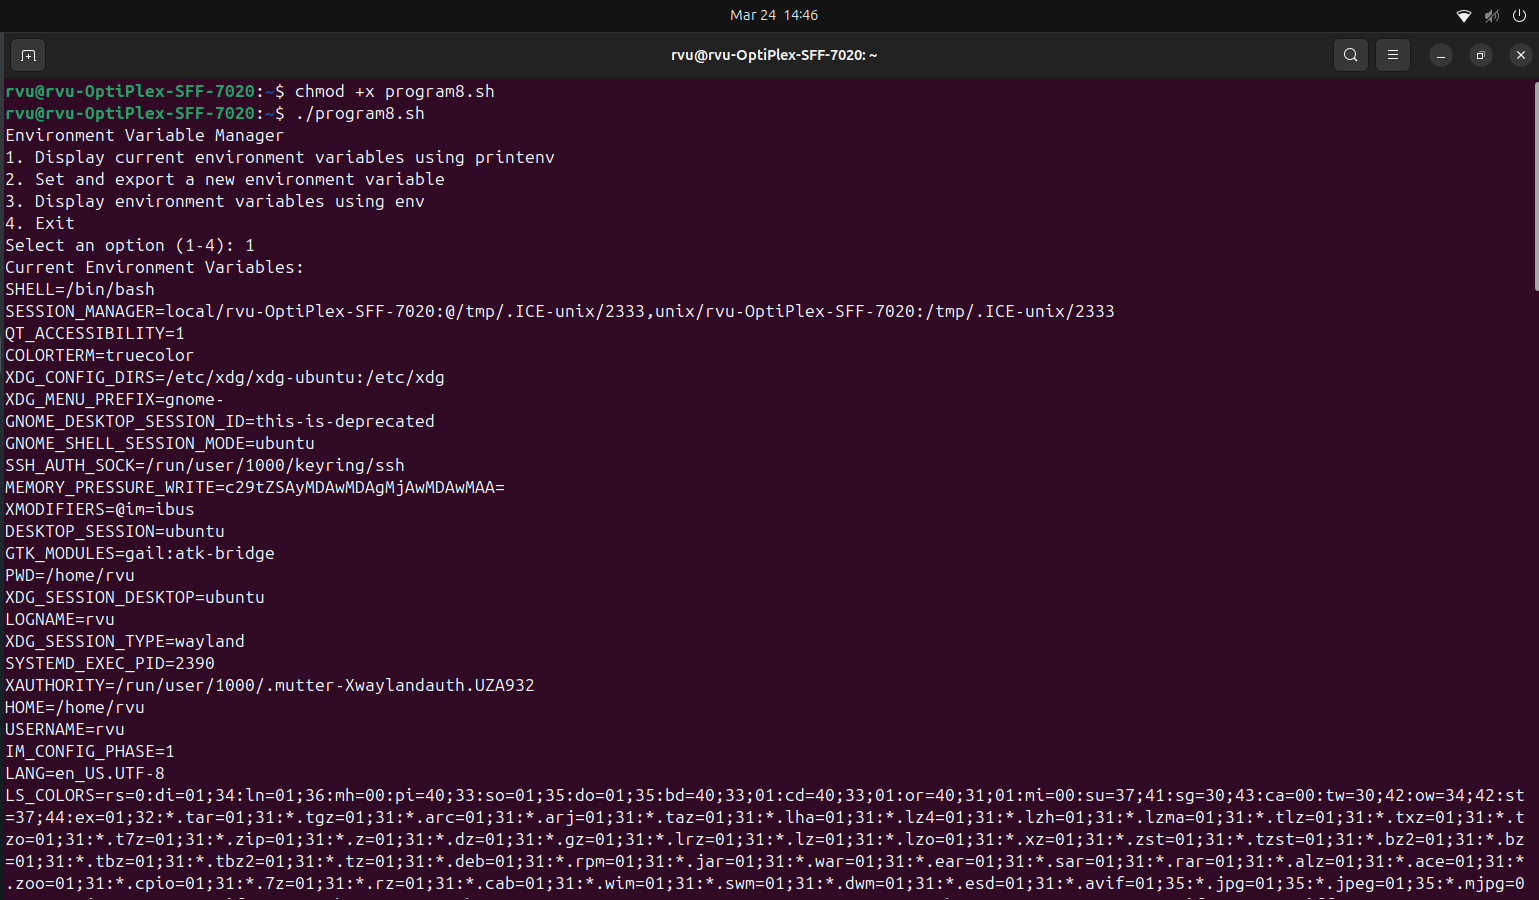 Mar 24 14:46
rvu@rvu-OptiPlex-SFF-7020: ~
rvu@rvu-OptiPlex-SFF-7020:~$ chmod +x program8.sh
rvu@rvu-OptiPlex-SFF-7020:~$ ./program8.sh
Environment Variable Manager
1. Display current environment variables using printenv
2. Set and export a new environment variable
3. Display environment variables using env
4. Exit
Select an option (1-4): 1
Current Environment Variables:
SHELL=/bin/bash
SESSION_MANAGER=local/rvu-OptiPlex-SFF-7020:@/tmp/.ICE-unix/2333,unix/rvu-OptiPlex-SFF-7020:/tmp/.ICE-unix/2333
QT_ACCESSIBILITY=1
COLORTERM=truecolor
XDG_CONFIG_DIRS=/etc/xdg/xdg-ubuntu:/etc/xdg
XDG_MENU_PREFIX=gnome-
GNOME_DESKTOP_SESSION_ID=this-is-deprecated
GNOME_SHELL_SESSION_MODE=ubuntu
SSH_AUTH_SOCK=/run/user/1000/keyring/ssh
MEMORY_PRESSURE_WRITE=c29tZSAyMDAwMDAgMjAwMDAwMAA=
XMODIFIERS=@im=ibus
DESKTOP_SESSION=ubuntu
GTK_MODULES=gail:atk-bridge
PWD=/home/rvu
XDG_SESSION_DESKTOP=ubuntu
LOGNAME=rvu
XDG_SESSION_TYPE=wayland
SYSTEMD_EXEC_PID=2390
XAUTHORITY=/run/user/1000/.mutter-Xwaylandauth.UZA932
HOME=/home/rvu
USERNAME=rvu
IM_CONFIG_PHASE=1
LANG=en_US.UTF-8
LS_COLORS=rs=0:di=01;34:ln=01;36:mh=00:pi=40;33:so=01;35:do=01;35:bd=40;33;01:cd=40;33;01:or=40;31;01:mi=00:su=37;41:sg=30;43:ca=00:tw=30;42:ow=34;42:st
=37;44:ex=01;32:*.tar=01;31:*.tgz=01;31:*.arc=01;31:*.arj=01;31:*.taz=01;31:*.lha=01;31:*.lz4=01;31:*.lzh=01;31:*.lzma=01;31:*.tlz=01;31:*.txz=01;31:*.t
zo=01;31:*.t7z=01;31:*.zip=01;31:*.z=01;31:*.dz=01;31:*.gz=01;31:*.lrz=01;31:*.lz=01;31:*.lzo=01;31:*.xz=01;31:*.zst=01;31:*.tzst=01;31:*.bz2=01;31:*.bz
=01;31:*.tbz=01;31:*.tbz2=01;31:*.tz=01;31:*.deb=01;31:*.rpm=01;31:*.jar=01;31:*.war=01;31:*.ear=01;31:*.sar=01;31:*.rar=01;31:*.alz=01;31:*.ace=01;31:*
.zoo=01;31:*.cpio=01;31:*.7z=01;31:*.rz=01;31:*.cab=01;31:*.wim=01;31:*.swm=01;31:*.dwm=01;31:*.esd=01;31:*.avif=01;35:*.jpg=01;35:*.jpeg=01;35:*.mjpg=0